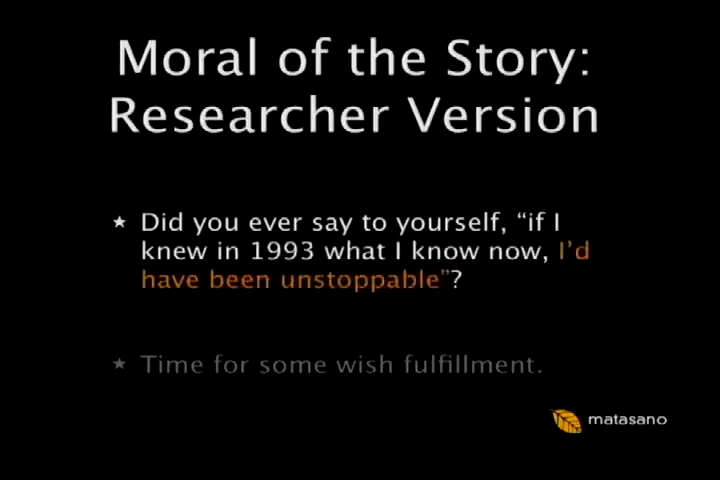 Moral of the Story:
Researcher Version
★ Did you ever say to yourself, “if I
knew in 1993 what I know now, I’d
have been unstoppable”?
★ Time for some wish fulfillment.
matasano